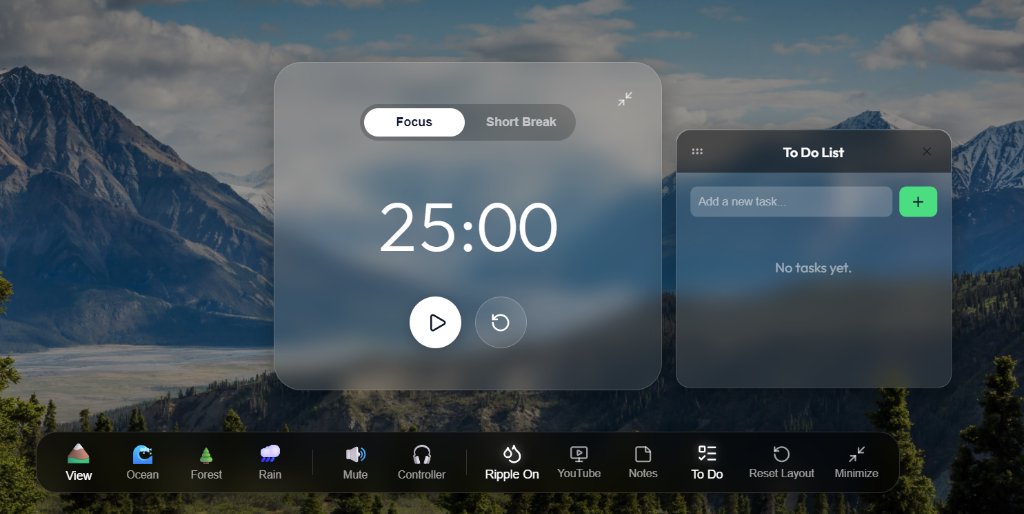 Focus
Short Break
25:00
To Do List
Add a new task...
+
No tasks yet.
View
Ocean
Forest
Rain
Mute
Controller
Ripple On
YouTube
Notes
To Do
Reset Layout
Minimize